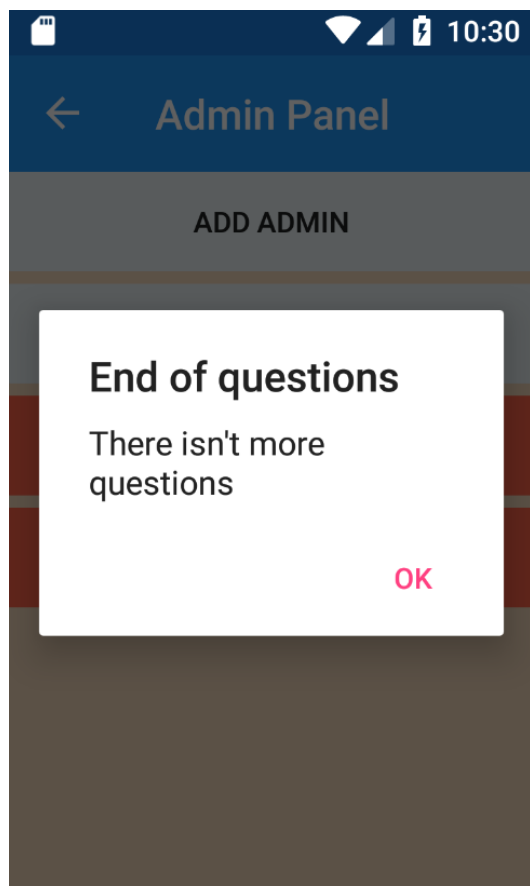 10:30
Admin Panel
ADD ADMIN
End of questions
There isn't more
questions
OK